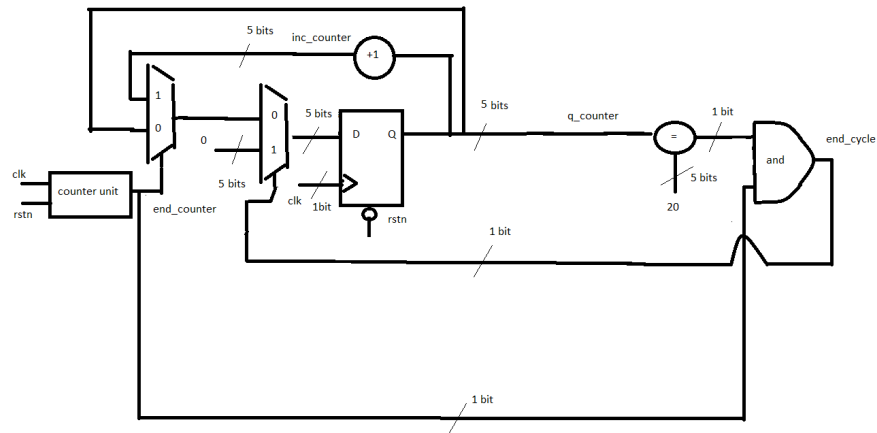 5 bits
inc_counter
+1
1
0
0
1
0
5 bits
5 bits
D
Q
clk
1bit
rstn
5 bits
q_counter
=
1 bit
5 bits
20
and
end_cycle
clk
rstn
counter unit
end_counter
1 bit
1 bit